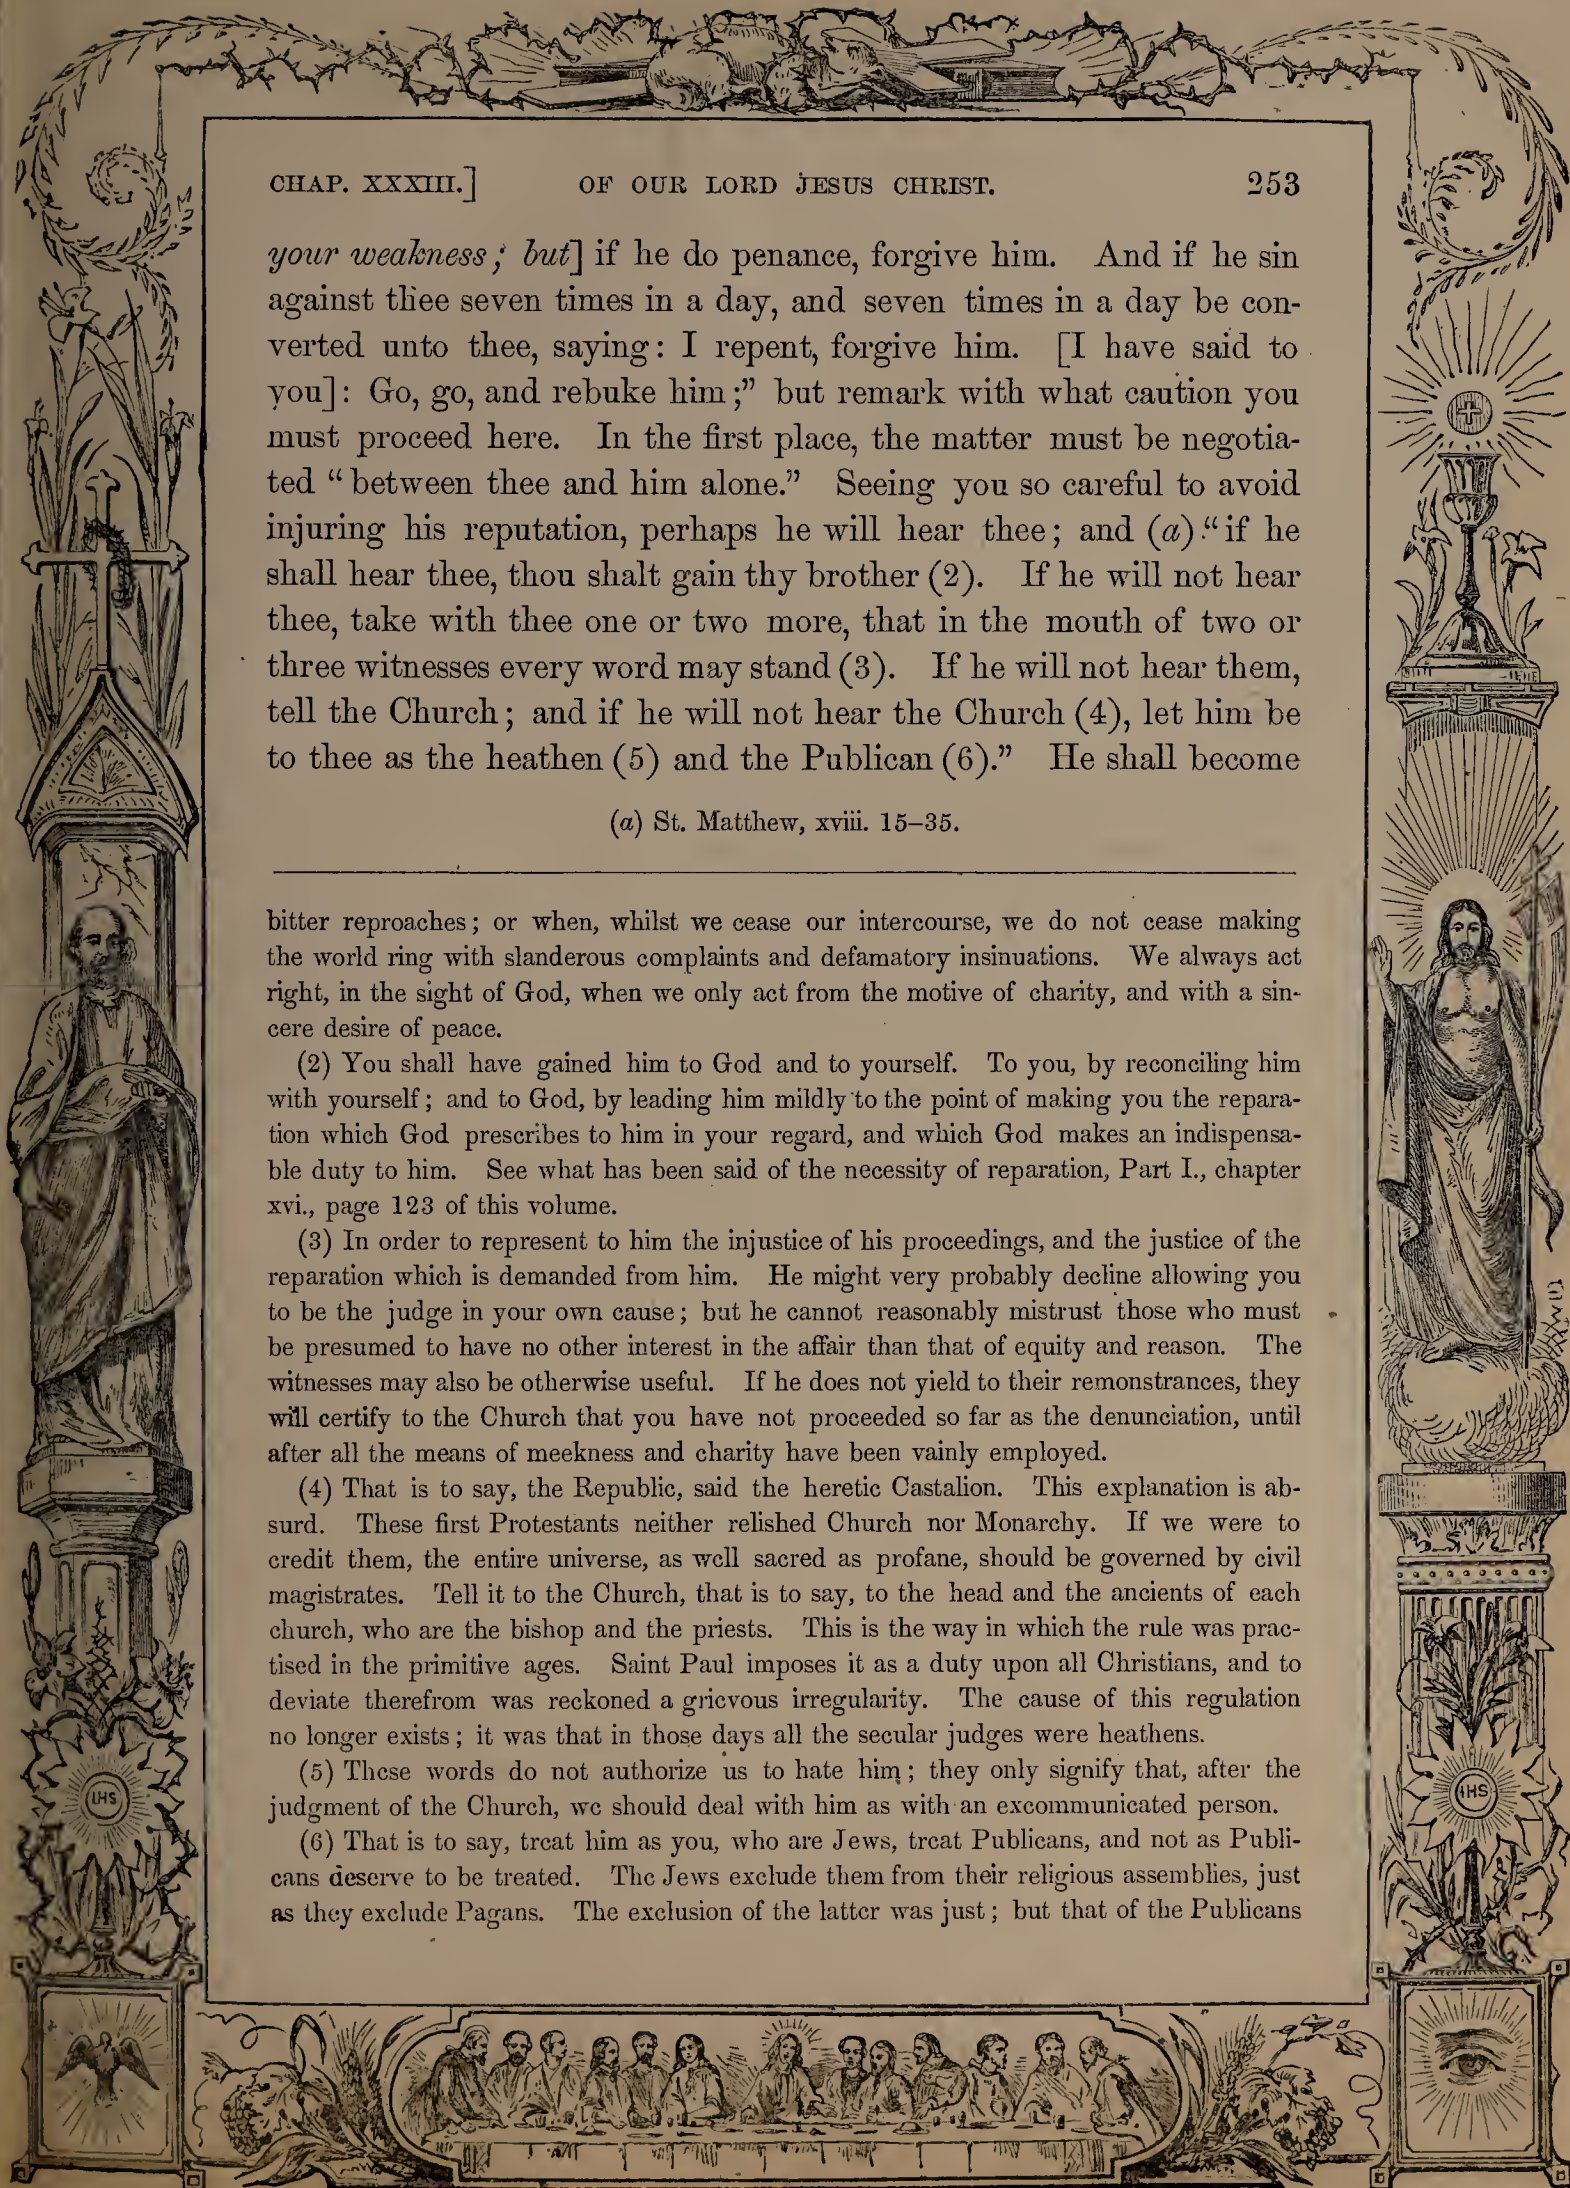 CHAP. XXXIII.] OF OUR LORD JESUS CHRIST. 253
your weakness; but] if he do penance, forgive him. And if he sin
against thee seven times in a day, and seven times in a day be con-
verted unto thee, saying: I repent, forgive him. [I have said to
you]: Go, go, and rebuke him;” but remark with what caution you
must proceed here. In the first place, the matter must be negotia-
ted “between thee and him alone.” Seeing you so careful to avoid
injuring his reputation, perhaps he will hear thee; and (a) “if he
shall hear thee, thou shalt gain thy brother (2). If he will not hear
thee, take with thee one or two more, that in the mouth of two or
three witnesses every word may stand (3). If he will not hear them,
tell the Church; and if he will not hear the Church (4), let him be
to thee as the heathen (5) and the Publican (6).” He shall become
(a) St. Matthew, xviii. 15–35.
bitter reproaches; or when, whilst we cease our intercourse, we do not cease making
the world ring with slanderous complaints and defamatory insinuations. We always act
right, in the sight of God, when we only act from the motive of charity, and with a sin-
cere desire of peace.
(2) You shall have gained him to God and to yourself. To you, by reconciling him
with yourself; and to God, by leading him mildly to the point of making you the repara-
tion which God prescribes to him in your regard, and which God makes an indispensa-
ble duty to him. See what has been said of the necessity of reparation, Part I., chapter
xvi., page 123 of this volume.
(3) In order to represent to him the injustice of his proceedings, and the justice of the
reparation which is demanded from him. He might very probably decline allowing you
to be the judge in your own cause; but he cannot reasonably mistrust those who must
be presumed to have no other interest in the affair than that of equity and reason. The
witnesses may also be otherwise useful. If he does not yield to their remonstrances, they
will certify to the Church that you have not proceeded so far as the denunciation, until
after all the means of meekness and charity have been vainly employed.
(4) That is to say, the Republic, said the heretic Castalion. This explanation is ab-
surd. These first Protestants neither relished Church nor Monarchy. If we were to
credit them, the entire universe, as well sacred as profane, should be governed by civil
magistrates. Tell it to the Church, that is to say, to the head and the ancients of each
church, who are the bishop and the priests. This is the way in which the rule was prac-
tised in the primitive ages. Saint Paul imposes it as a duty upon all Christians, and to
deviate therefrom was reckoned a grievous irregularity. The cause of this regulation
no longer exists; it was that in those days all the secular judges were heathens.
(5) These words do not authorize us to hate him; they only signify that, after the
judgment of the Church, we should deal with him as with an excommunicated person.
(6) That is to say, treat him as you, who are Jews, treat Publicans, and not as Publi-
cans deserve to be treated. The Jews exclude them from their religious assemblies, just
as they exclude Pagans. The exclusion of the latter was just; but that of the Publicans
IHS
IHS